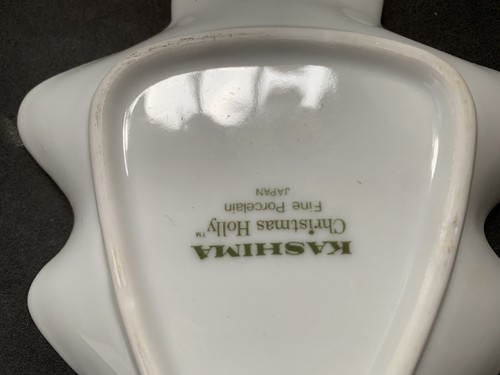 KASHIMA
Christmas Holly™
Fine Porcelain
JAPAN